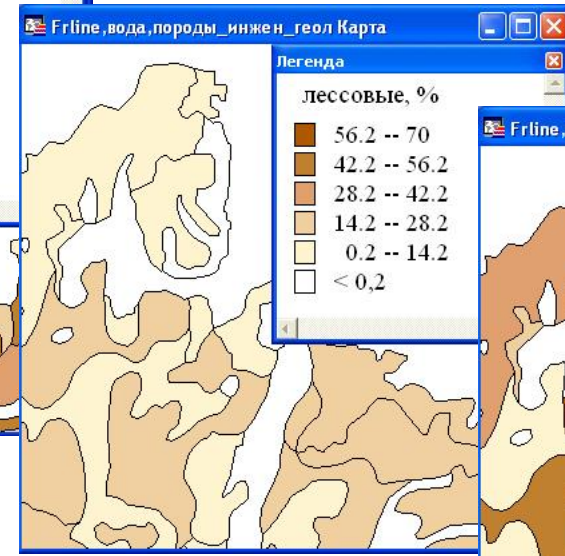 Frline,вода,породы_инжен_геол Карта
Легенда
лессовые, %
56.2 -- 70
42.2 -- 56.2
28.2 -- 42.2
14.2 -- 28.2
0.2 -- 14.2
< 0,2
Frline,